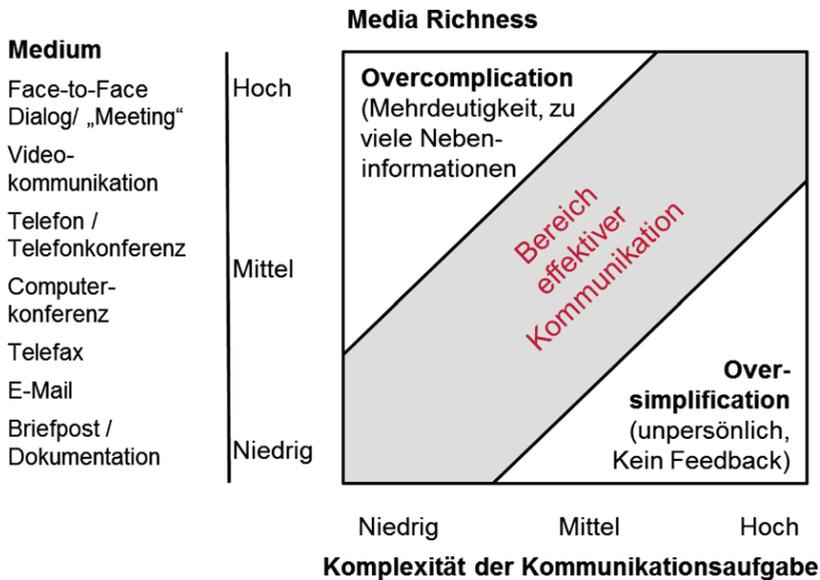 Media Richness
Medium
Face-to-Face
Dialog/ „Meeting“
Video-
kommunikation
Telefon /
Telefonkonferenz
Computer-
konferenz
Telefax
E-Mail
Briefpost /
Dokumentation
Hoch
Mittel
Niedrig
Overcomplication
(Mehrdeutigkeit, zu
viele Neben-
informationen
Bereich
effektiver
Kommunikation
Over-
simplification
(unpersönlich,
Kein Feedback)
Niedrig
Mittel
Hoch
Komplexität der Kommunikationsaufgabe